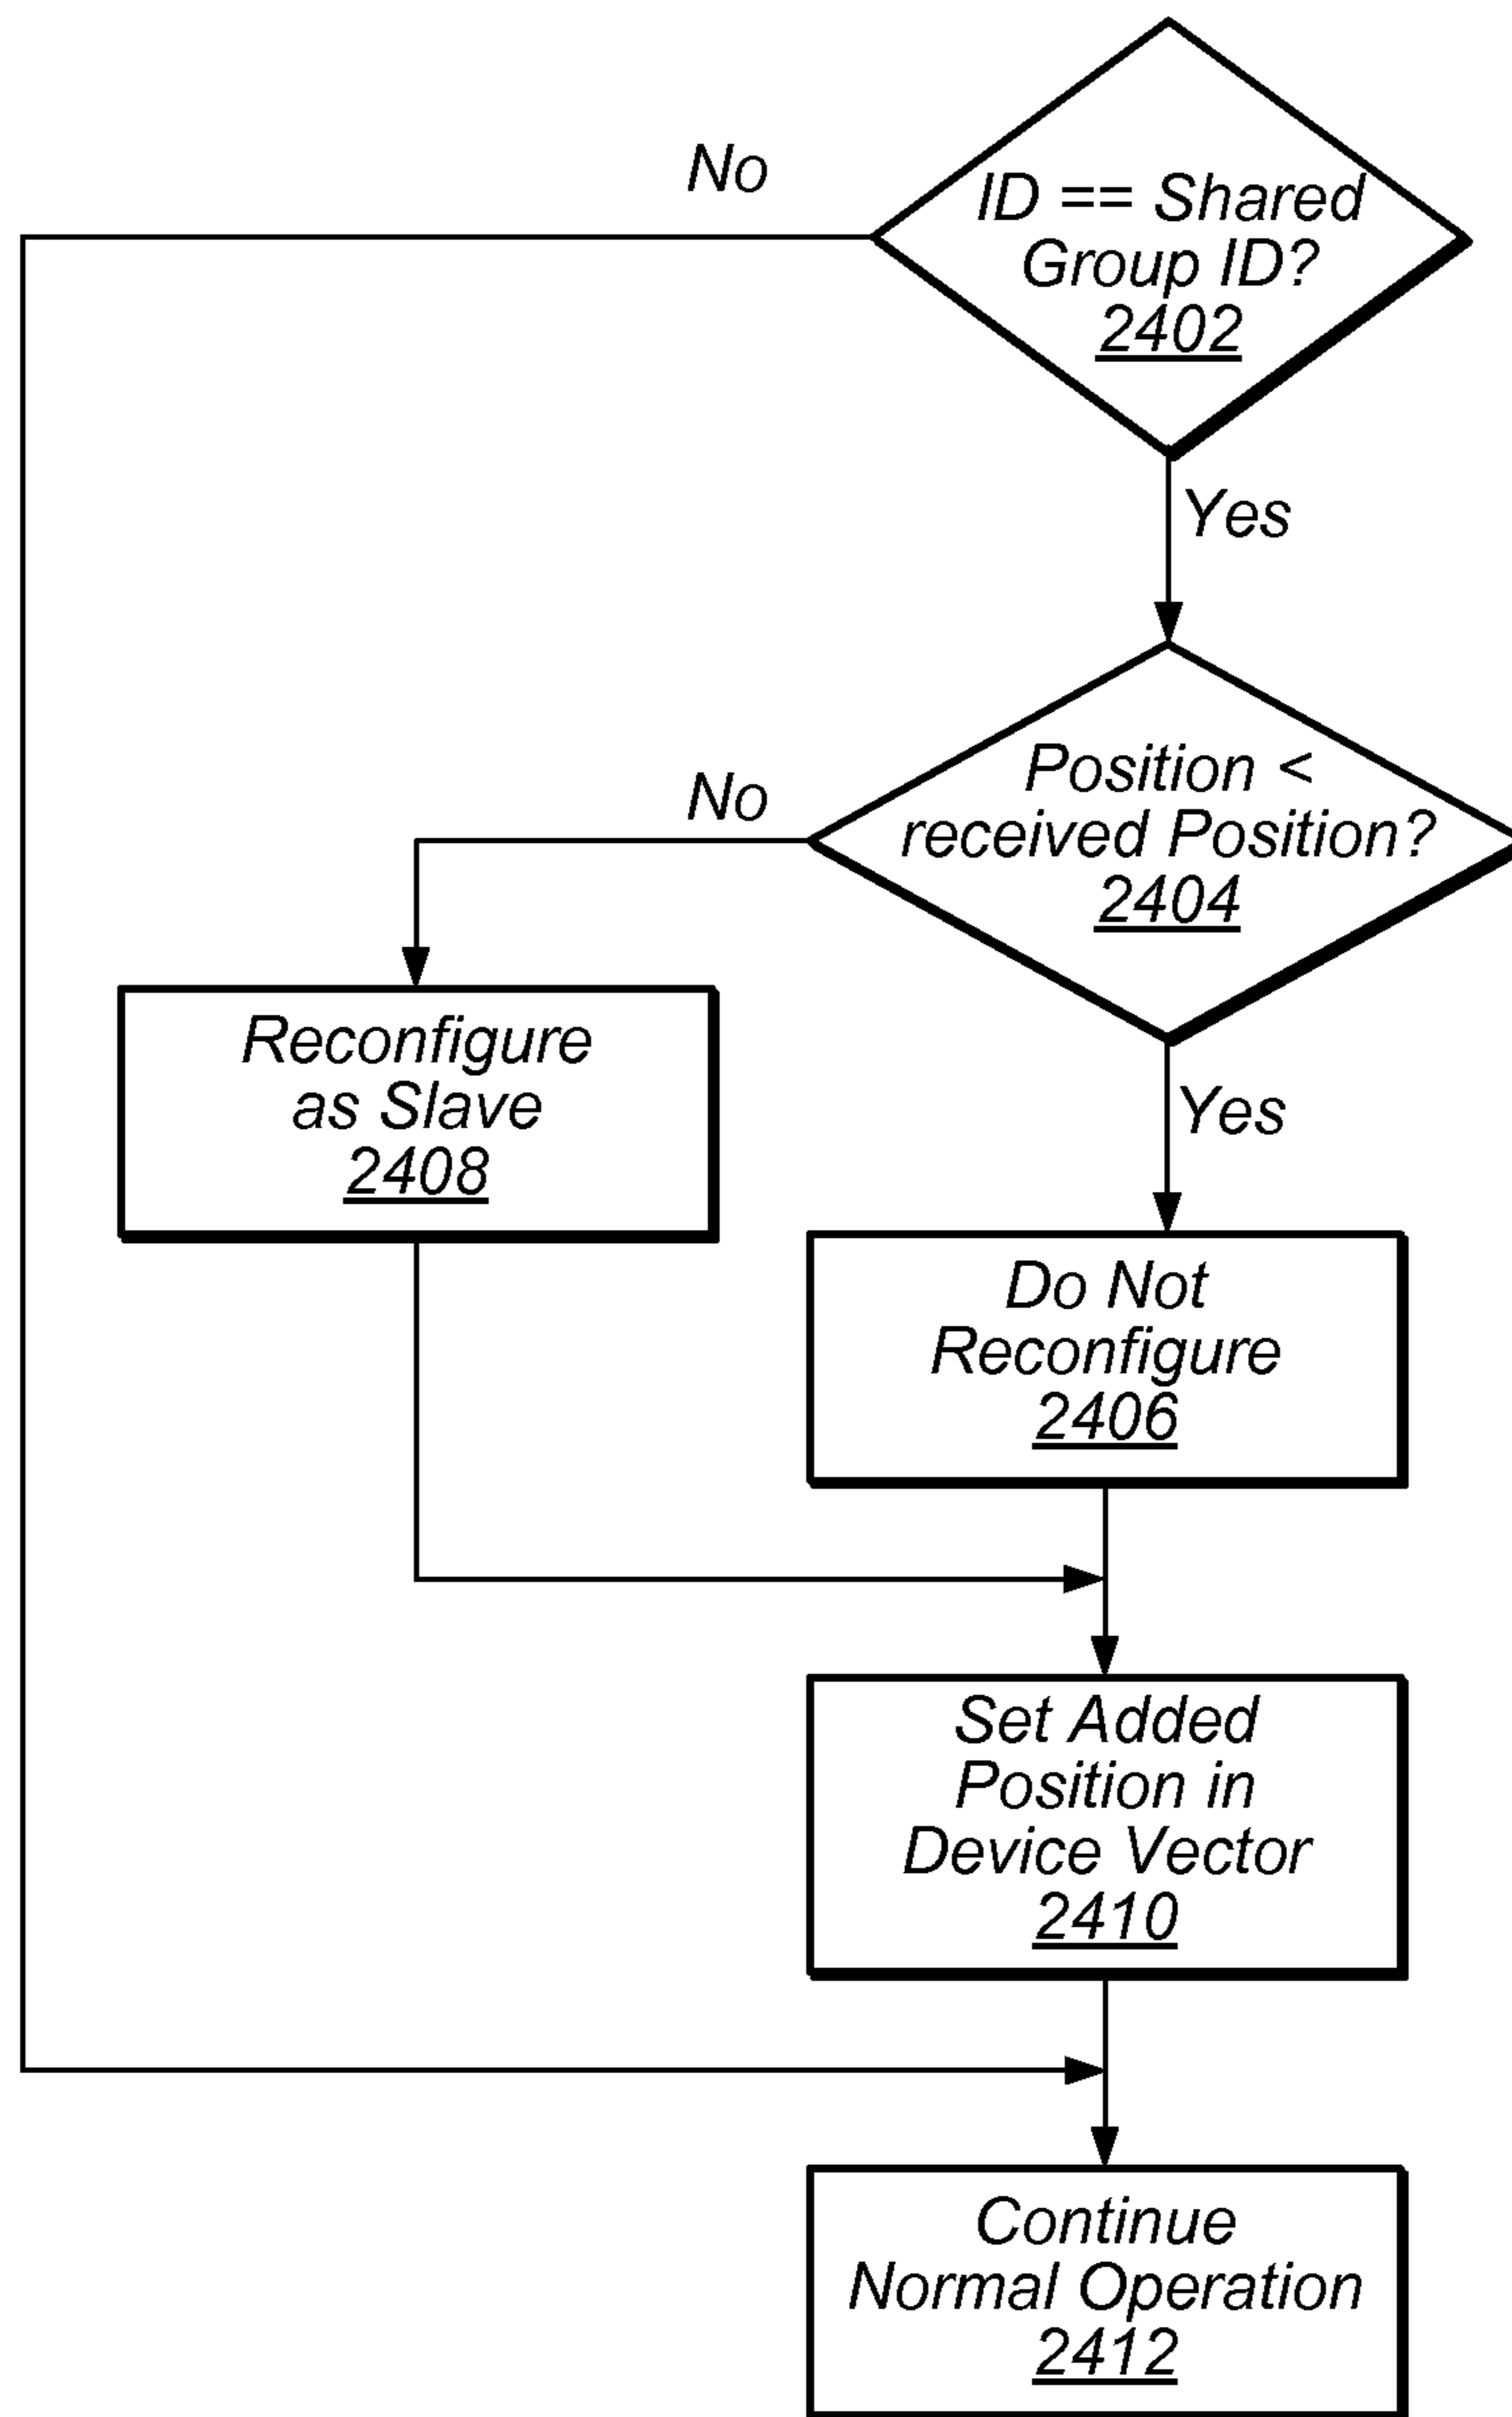 No
ID == Shared
Group ID?
2402
Yes
No
Position <
received Position?
2404
Reconfigure
as Slave
2408
Yes
Do Not
Reconfigure
2406
Set Added
Position in
Device Vector
2410
Continue
Normal Operation
2412